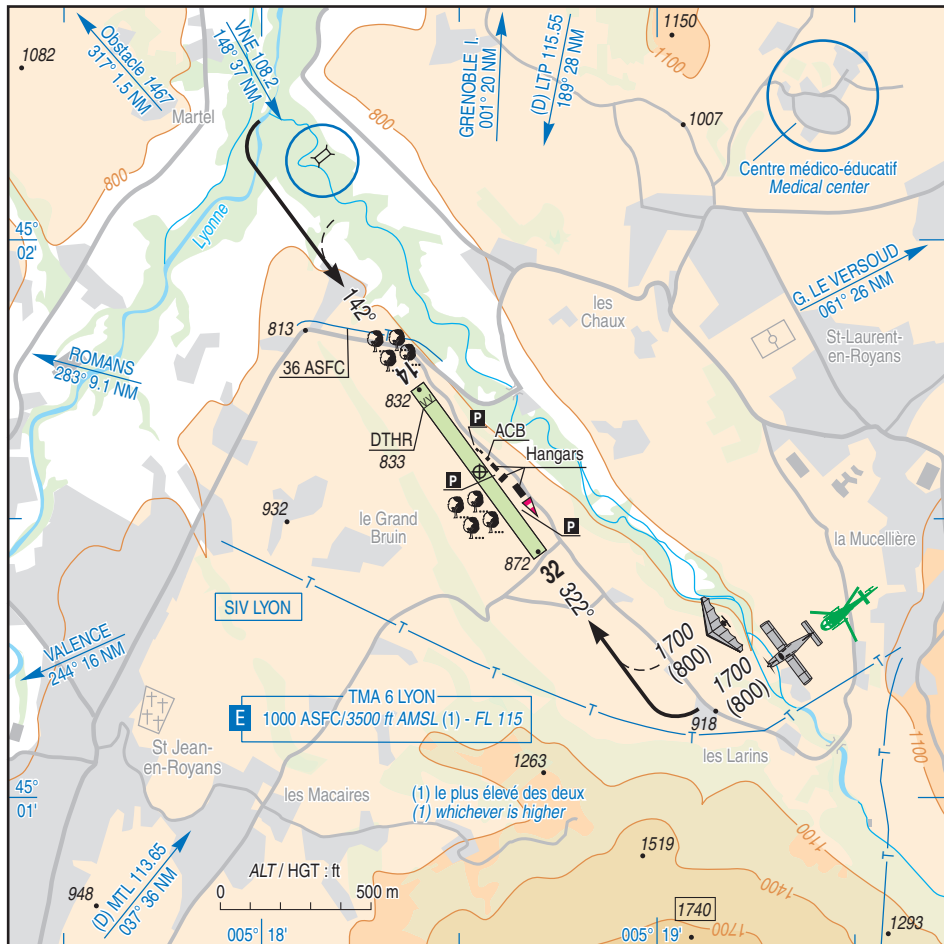 1082
Obstacle 1467
317° 1.5 NM
VNE 108.2
148° 37 NM
Martel
GRENOBLE I.
001° 20 NM
(D) LTP 115.55
189° 28 NM
1150
1100
1007
Centre médico-éducatif
Medical center
800
800
45°
02'
Lyonne
142°
les
Chaux
G. LE VERSOUD
061° 26 NM
St-Laurent-
en-Royans
813
36 ASFC
ROMANS
283° 9.1 NM
14
832
DTHR
833
P
ACB
Hangars
P
P
932
le Grand
Bruin
872
32
322°
la Mucellière
SIV LYON
T
T
T
T
T
T
T
T
VALENCE
244° 16 NM
1700
(800)
1700
(800)
TMA 6 LYON
E
1000 ASFC/3500 ft AMSL (1) - FL 115
918
les Larins
1100
St Jean-
en-Royans
1263
45°
01'
les Macaires
(1) le plus élevé des deux
(1) whichever is higher
1100
1519
1400
ALT / HGT : ft
0
500 m
948
(D) MTL 113.65
037° 36 NM
1740
1700
1293
005° 18'
005° 19'